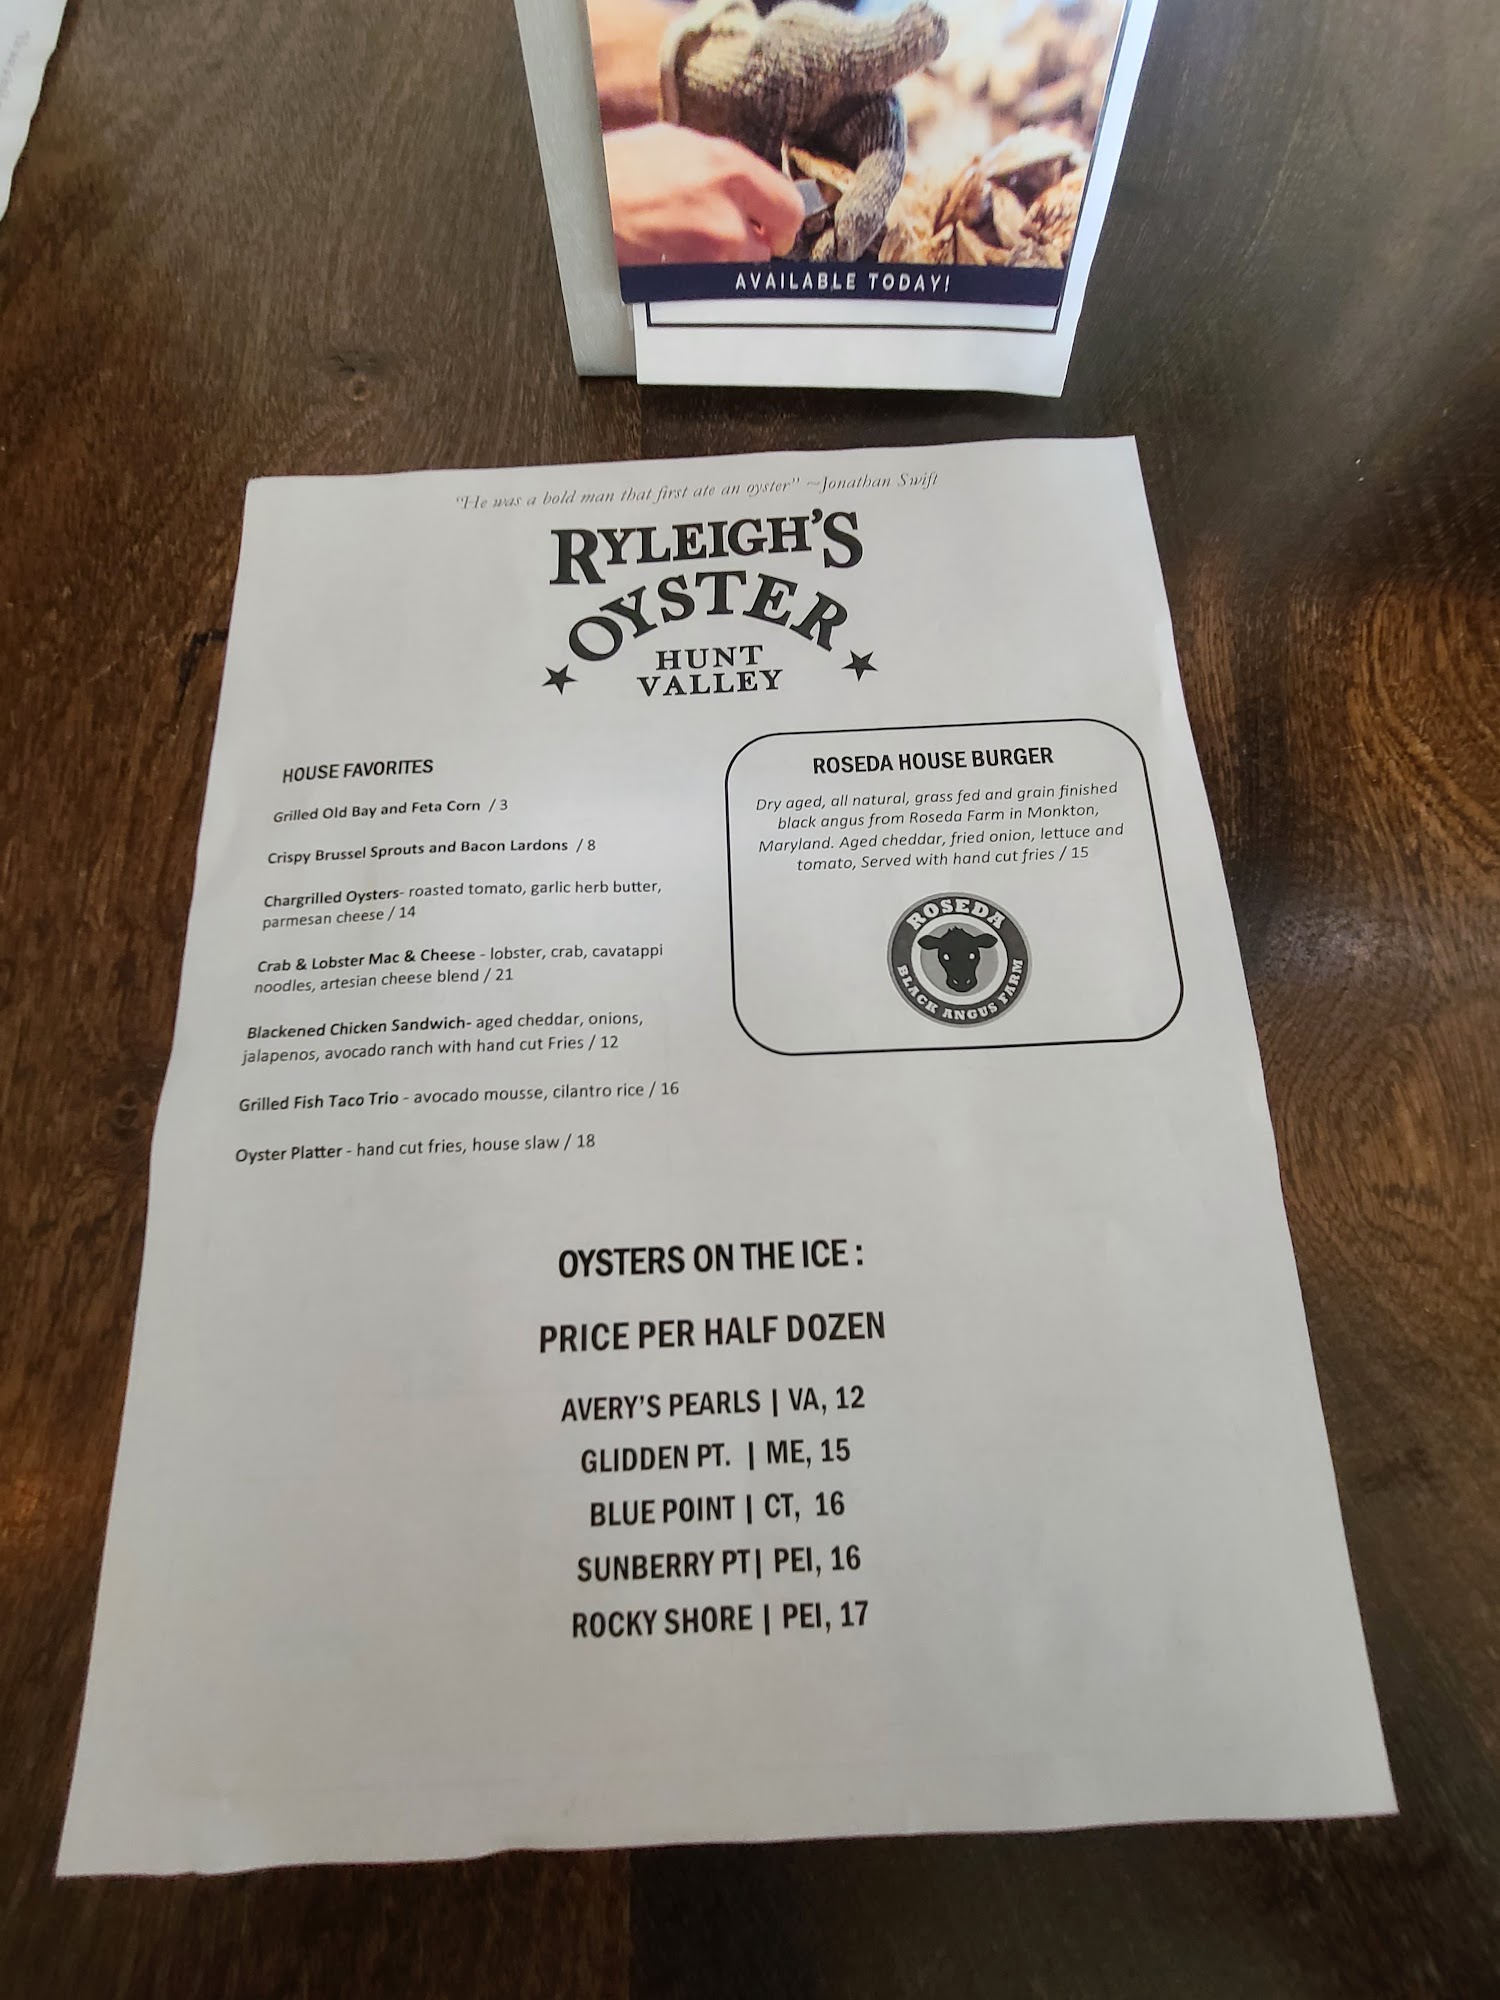 AVAILABLE TODAY!
"He was a bold man that first ate an oyster" ~Jonathan Swift
RYLEIGH'S
OYSTER
HUNT
VALLEY
HOUSE FAVORITES
Grilled Old Bay and Feta Corn / 3
Crispy Brussel Sprouts and Bacon Lardons / 8
Chargrilled Oysters- roasted tomato, garlic herb butter,
parmesan cheese / 14
Crab & Lobster Mac & Cheese - lobster, crab, cavatappi
noodles, artesian cheese blend / 21
Blackened Chicken Sandwich- aged cheddar, onions,
jalapenos, avocado ranch with hand cut Fries / 12
Grilled Fish Taco Trio - avocado mousse, cilantro rice / 16
Oyster Platter - hand cut fries, house slaw / 18
ROSEDA HOUSE BURGER
Dry aged, all natural, grass fed and grain finished
black angus from Roseda Farm in Monkton,
Maryland. Aged cheddar, fried onion, lettuce and
tomato, Served with hand cut fries / 15
ROSEDA
BLACK ANGUS FARM
OYSTERS ON THE ICE :
PRICE PER HALF DOZEN
AVERY'S PEARLS | VA, 12
GLIDDEN PT. | ME, 15
BLUE POINT | CT, 16
SUNBERRY PT| PEI, 16
ROCKY SHORE | PEI, 17